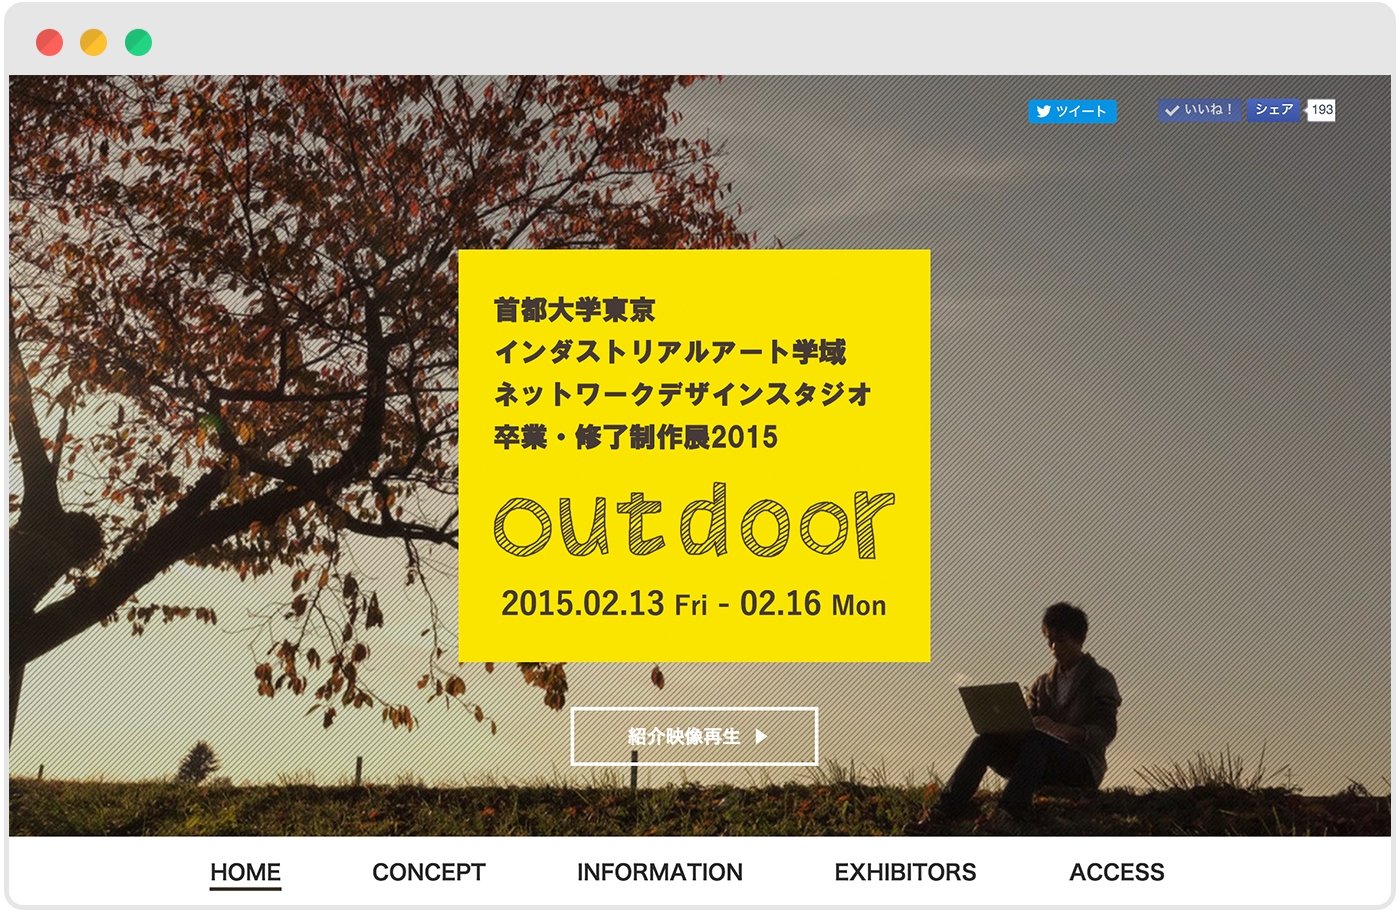 ツイート
いいね！ シェア 193
首都大学東京
インダストリアルアート学域
ネットワークデザインスタジオ
卒業・修了制作展2015
outdoor
2015.02.13 Fri - 02.16 Mon
紹介映像再生
HOME CONCEPT INFORMATION EXHIBITORS ACCESS